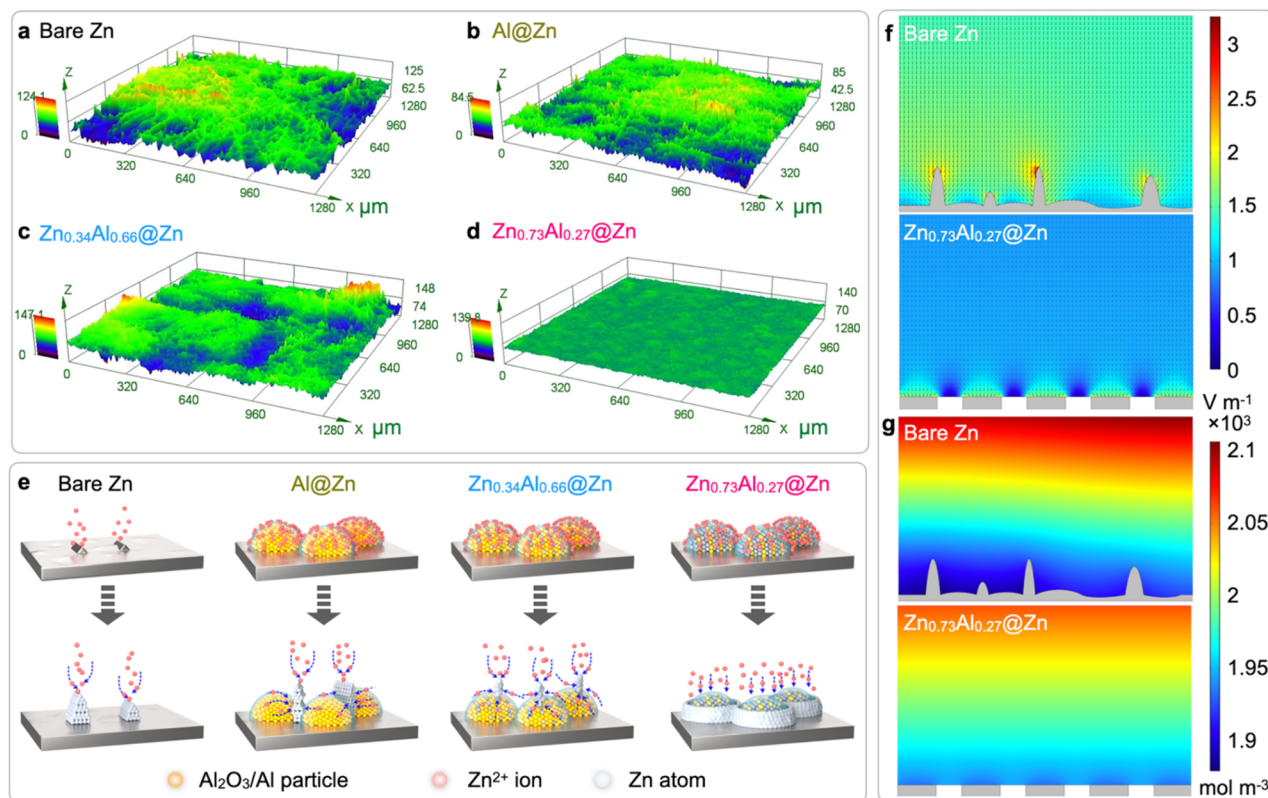 a Bare Zn
Z
124.1
0
0
320
640
960
1280
x μm
320
640
960
1280
62.5
125
b Al@Zn
Z
84.5
0
0
320
640
960
1280
x μm
320
640
960
1280
42.5
85
c Zn0.34Al0.66@Zn
Z
147.1
0
0
320
640
960
1280
x μm
320
640
960
1280
74
148
d Zn0.73Al0.27@Zn
Z
139.8
0
0
320
640
960
1280
x μm
320
640
960
1280
70
140
e Bare Zn
Al@Zn
Zn0.34Al0.66@Zn
Zn0.73Al0.27@Zn
Al2O3/Al particle
Zn2+ ion
Zn atom
f Bare Zn
Zn0.73Al0.27@Zn
3
2.5
2
1.5
1
0.5
0
V m-1
×10³
g Bare Zn
Zn0.73Al0.27@Zn
2.1
2.05
2
1.95
1.9
mol m-3